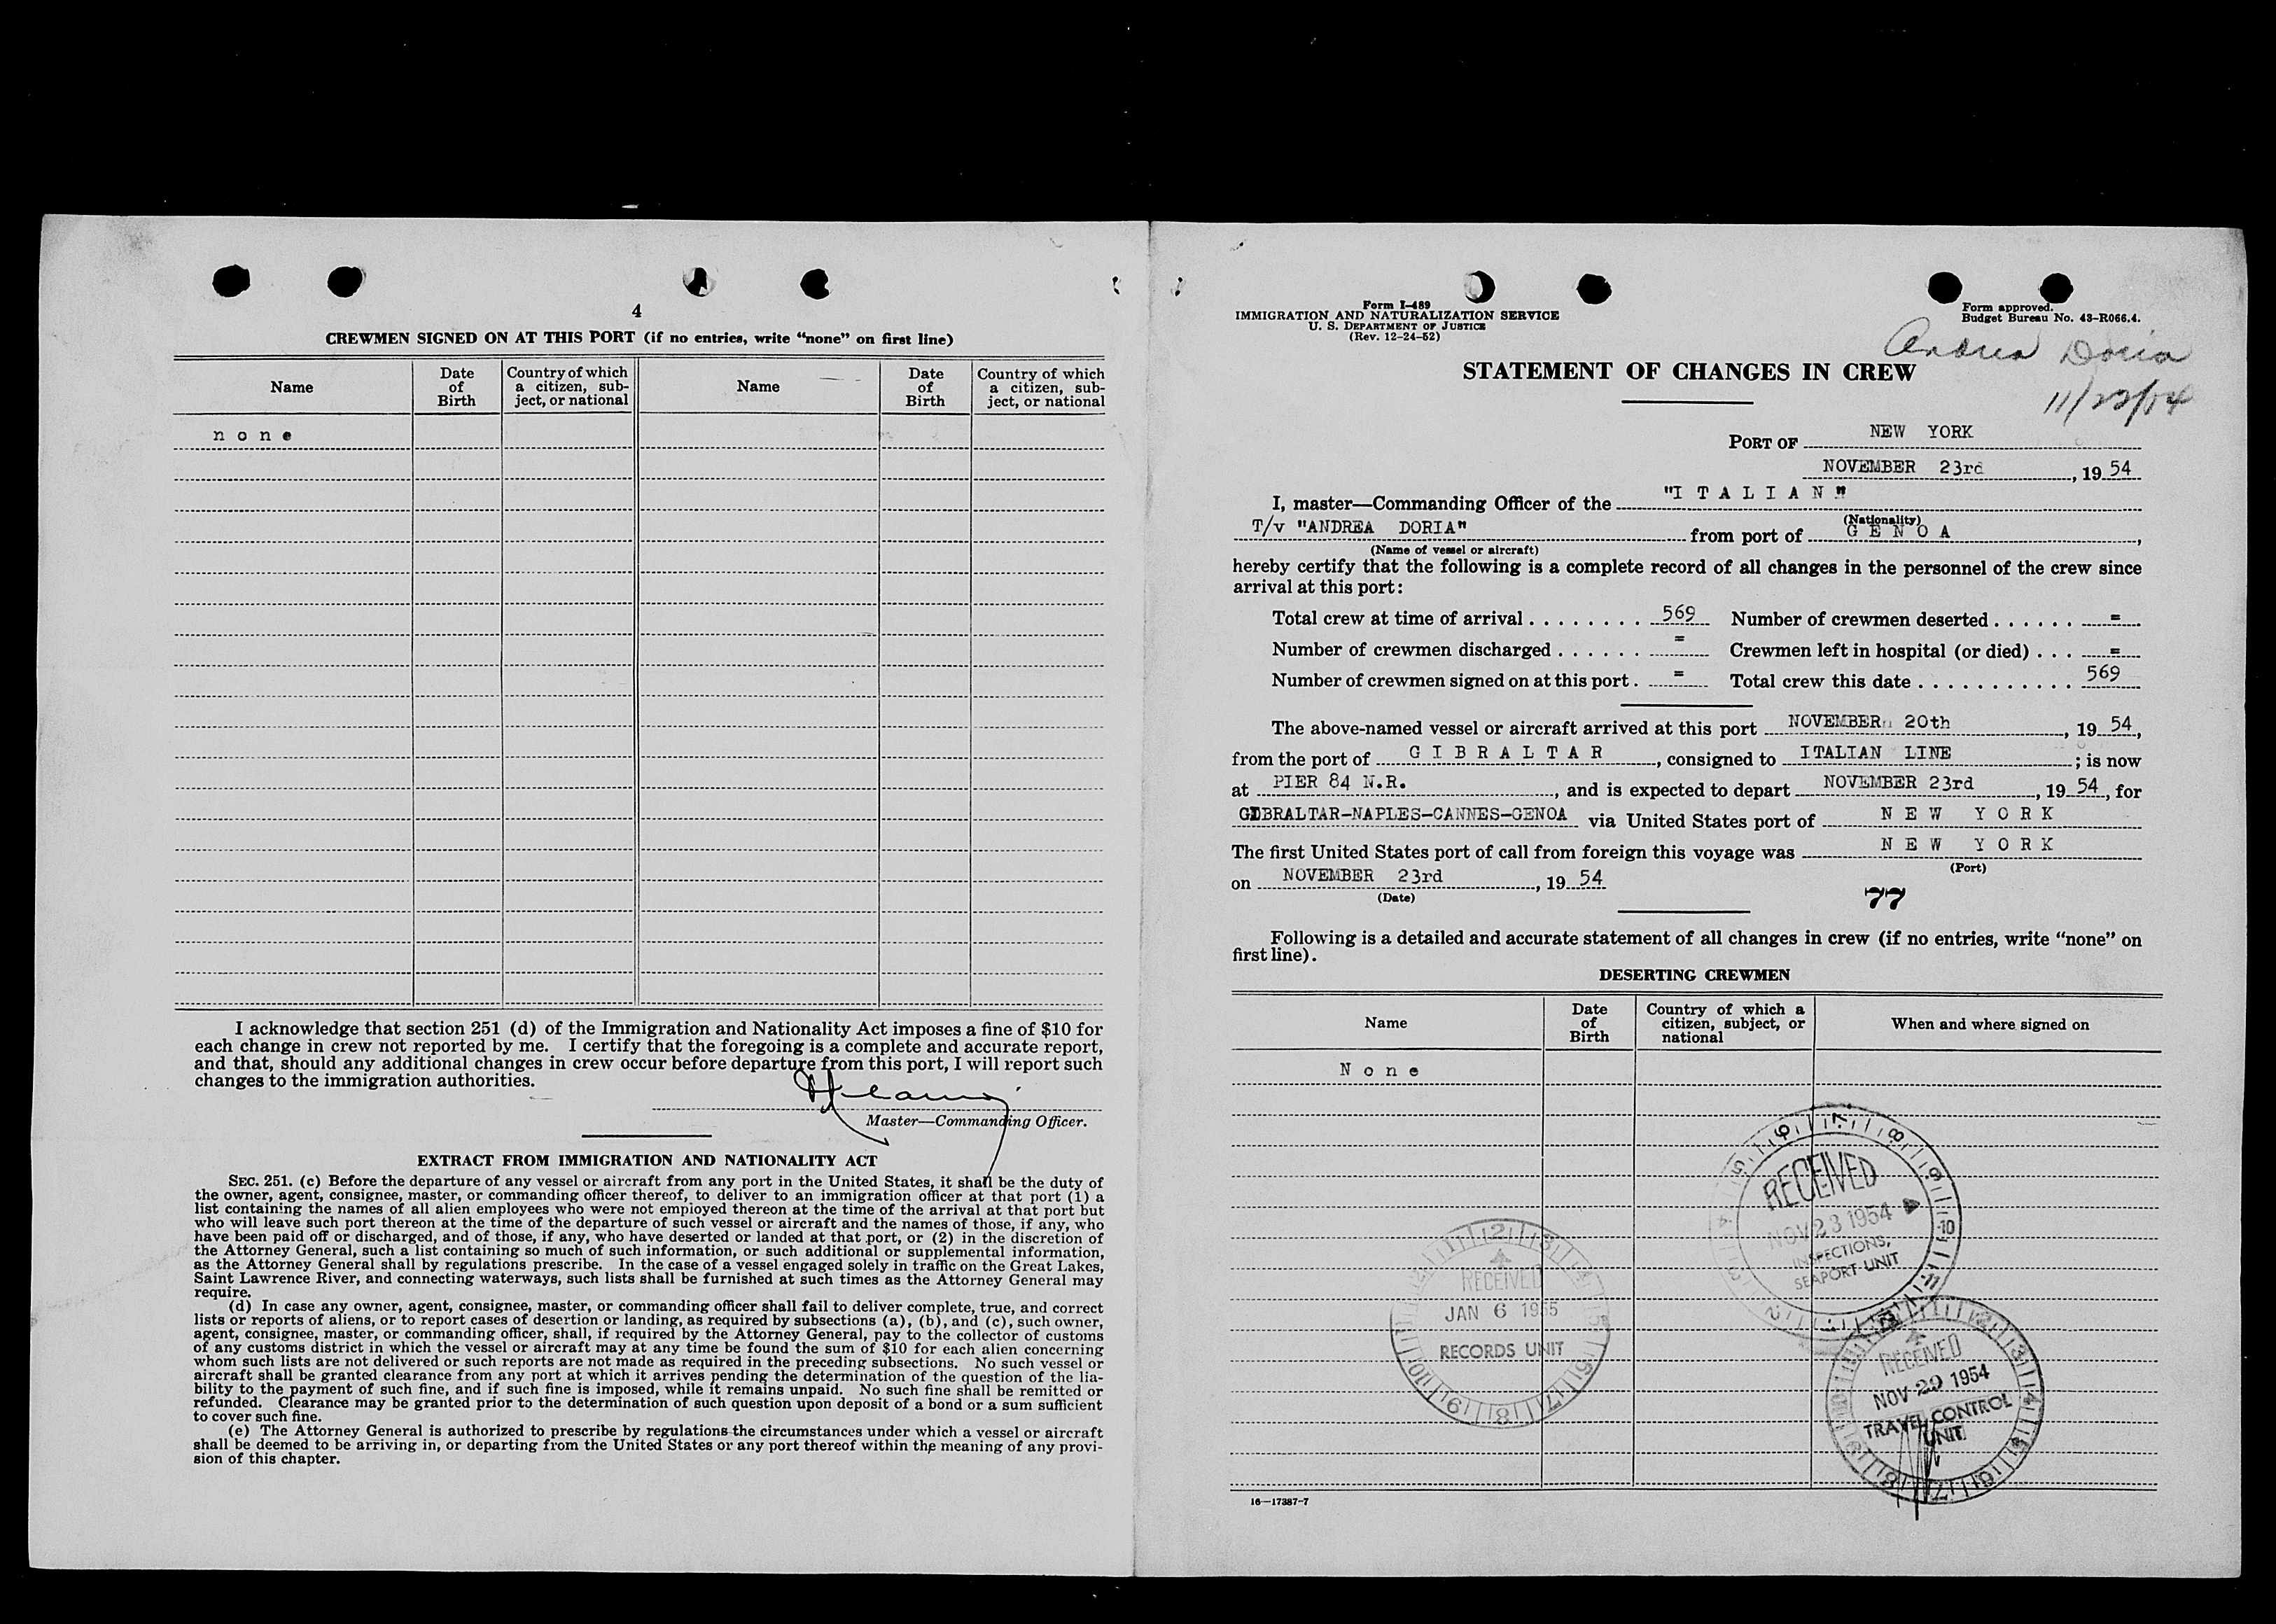 4
CREWMEN SIGNED ON AT THIS PORT (if no entries, write “none” on first line)
Name
Date of Birth
Country of which a citizen, sub-ject, or national
Name
Date of Birth
Country of which a citizen, sub-ject, or national
none
I acknowledge that section 251 (d) of the Immigration and Nationality Act imposes a fine of $10 for
each change in crew not reported by me. I certify that the foregoing is a complete and accurate report,
and that, should any additional changes in crew occur before departure from this port, I will report such
changes to the immigration authorities.
Master—Commanding Officer.
EXTRACT FROM IMMIGRATION AND NATIONALITY ACT
SEC. 251. (c) Before the departure of any vessel or aircraft from any port in the United States, it shall be the duty of
the owner, agent, consignee, master, or commanding officer thereof, to deliver to an immigration officer at that port (1) a
list containing the names of all alien employees who were not employed thereon at the time of the arrival at that port but
who will leave such port thereon at the time of the departure of such vessel or aircraft and the names of those, if any, who
have been paid off or discharged, and of those, if any, who have deserted or landed at that port, or (2) in the discretion of
the Attorney General, such a list containing so much of such information, or such additional or supplemental information,
as the Attorney General shall by regulations prescribe. In the case of a vessel engaged solely in traffic on the Great Lakes,
Saint Lawrence River, and connecting waterways, such lists shall be furnished at such times as the Attorney General may
require.
(d) In case any owner, agent, consignee, master, or commanding officer shall fail to deliver complete, true, and correct
lists or reports of aliens, or to report cases of desertion or landing, as required by subsections (a), (b), and (c), such owner,
agent, consignee, master, or commanding officer, shall, if required by the Attorney General, pay to the collector of customs
of any customs district in which the vessel or aircraft may at any time be found the sum of $10 for each alien concerning
whom such lists are not delivered or such reports are not made as required in the preceding subsections. No such vessel or
aircraft shall be granted clearance from any port at which it arrives pending the determination of the question of the lia-
bility to the payment of such fine, and if such fine is imposed, while it remains unpaid. No such fine shall be remitted or
refunded. Clearance may be granted prior to the determination of such question upon deposit of a bond or a sum sufficient
to cover such fine.
(e) The Attorney General is authorized to prescribe by regulations the circumstances under which a vessel or aircraft
shall be deemed to be arriving in, or departing from the United States or any port thereof within the meaning of any provi-
sion of this chapter.
Form I-489
IMMIGRATION AND NATURALIZATION SERVICE
U. S. DEPARTMENT OF JUSTICE
(Rev. 12-24-52)
Form approved.
Budget Bureau No. 43-R066.4.
Andrea Doria
11/23/54
STATEMENT OF CHANGES IN CREW
PORT OF NEW YORK
NOVEMBER 23rd, 1954
I, master—Commanding Officer of the "ITALIAN"
(Nationality)
T/v "ANDREA DORIA" from port of GENOA,
(Name of vessel or aircraft)
hereby certify that the following is a complete record of all changes in the personnel of the crew since
arrival at this port:
Total crew at time of arrival . . . . . . . . 569 Number of crewmen deserted . . . . . . =
Number of crewmen discharged . . . . . . = Crewmen left in hospital (or died) . . . =
Number of crewmen signed on at this port . = Total crew this date . . . . . . . . . . . 569
The above-named vessel or aircraft arrived at this port NOVEMBER 20th, 1954,
from the port of GIBRALTAR, consigned to ITALIAN LINE; is now
at PIER 84 N.R., and is expected to depart NOVEMBER 23rd, 1954, for
GIBRALTAR-NAPLES-CANNES-GENOA via United States port of NEW YORK
The first United States port of call from foreign this voyage was NEW YORK
(Port)
on NOVEMBER 23rd, 1954
(Date)
77
Following is a detailed and accurate statement of all changes in crew (if no entries, write “none” on
first line).
DESERTING CREWMEN
Name
Date of Birth
Country of which a citizen, subject, or national
When and where signed on
None
RECEIVED
NOV 23 1954
INSPECTIONS,
SEAPORT UNIT
RECEIVED
JAN 6 1955
RECORDS UNIT
RECEIVED
NOV 29 1954
TRAVEL CONTROL
UNIT
16—17387-7